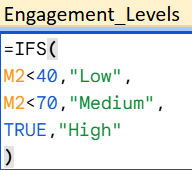 Engagement_Levels
=IFS(
M2<40,"Low",
M2<70,"Medium",
TRUE,"High"
)